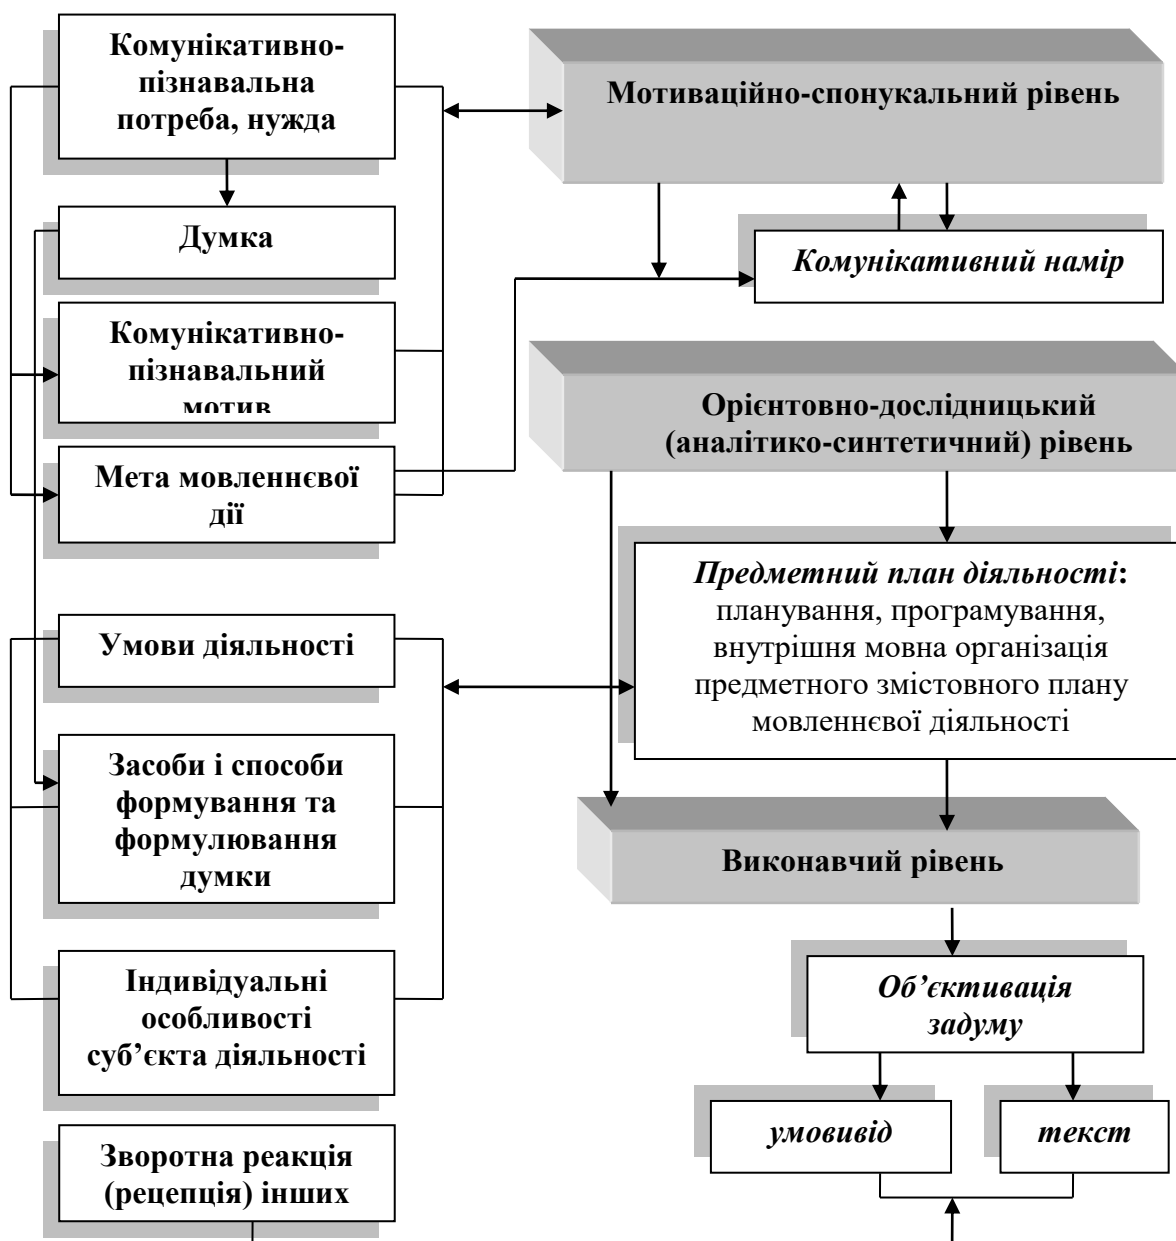 Комунікативно-
пізнавальна
потреба, нужда
Думка
Комунікативно-
пізнавальний
мотив
Мета мовленнєвої
дії
Умови діяльності
Засоби і способи
формування та
формулювання
думки
Індивідуальні
особливості
суб’єкта діяльності
Зворотна реакція
(рецепція) інших
Мотиваційно-спонукальний рівень
Комунікативний намір
Орієнтовно-дослідницький
(аналітико-синтетичний) рівень
Предметний план діяльності:
планування, програмування,
внутрішня мовна організація
предметного змістовного плану
мовленнєвої діяльності
Виконавчий рівень
Об’єктивація
задуму
умовивід
текст